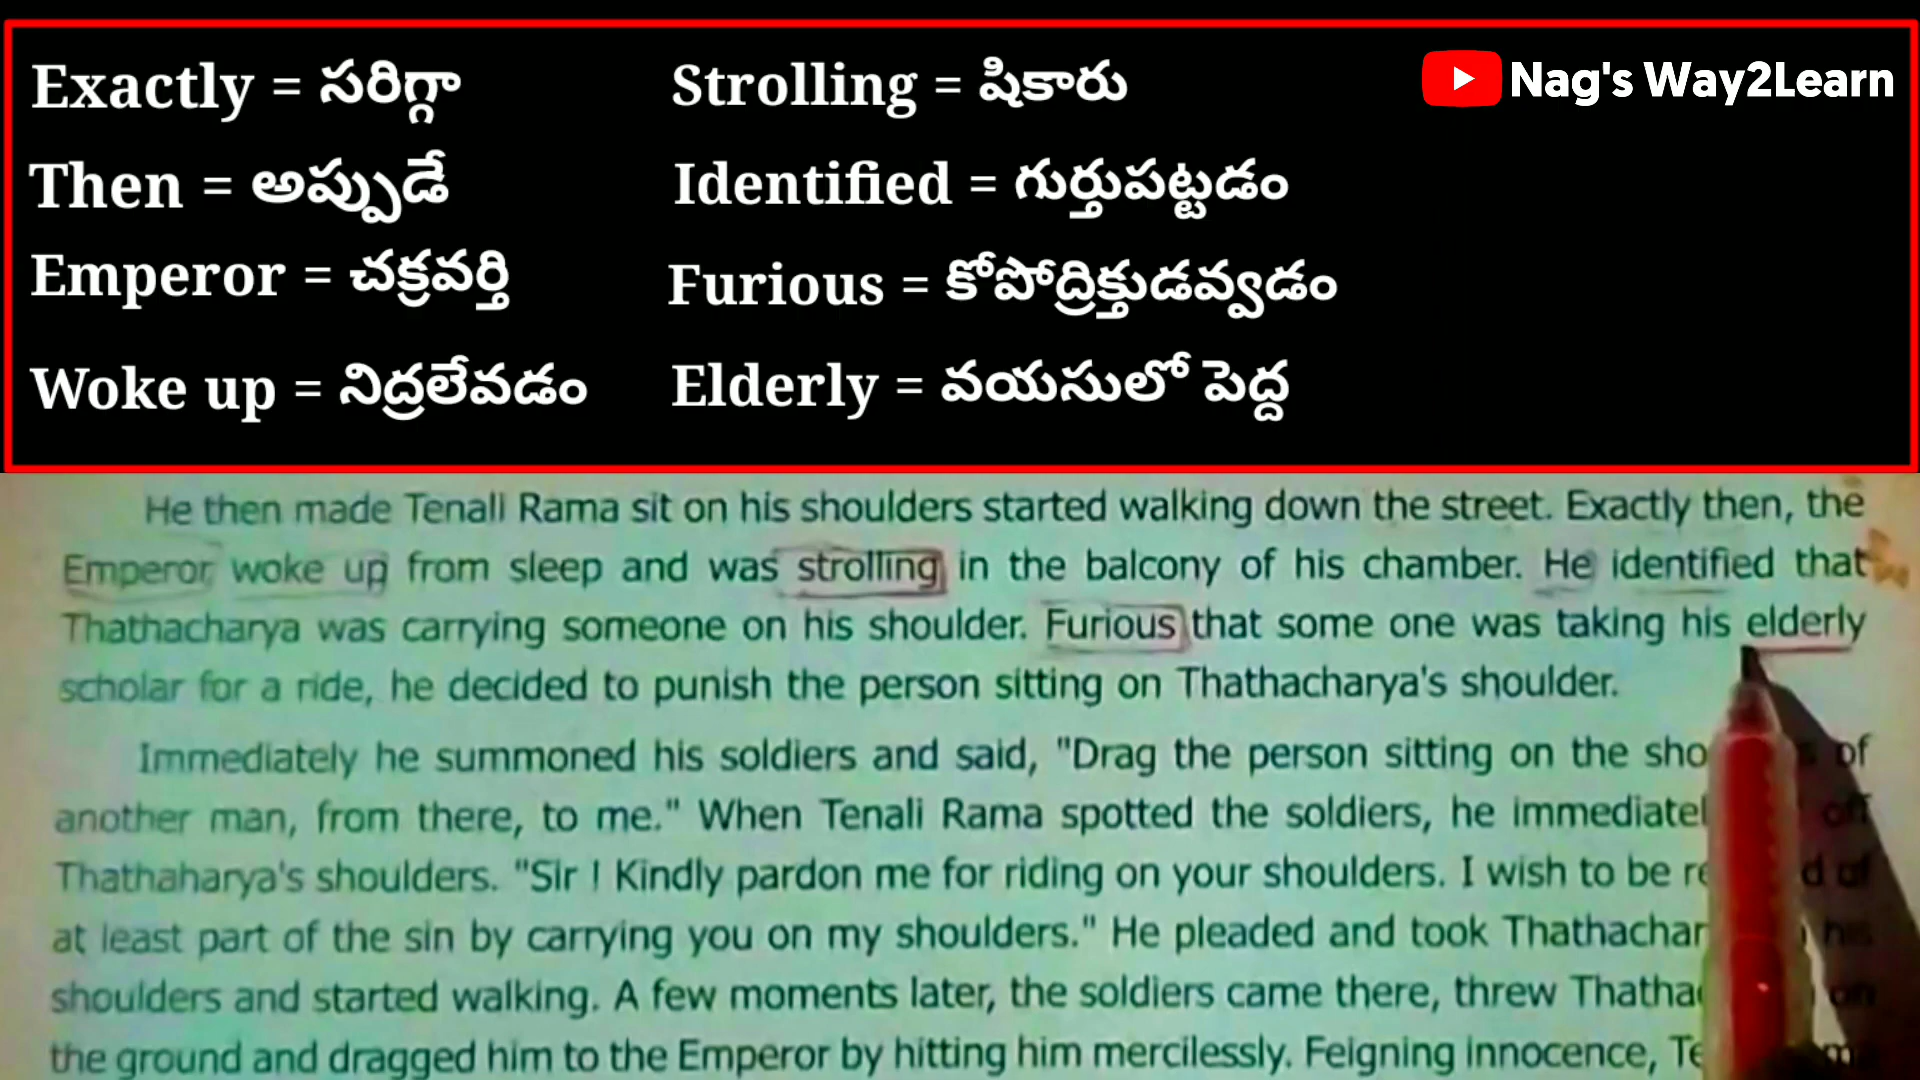 Exactly = సరిగ్గా
Then = అప్పుడే
Emperor = చక్రవర్తి
Woke up = నిద్రలేవడం
Strolling = షికారు
Identified = గుర్తుపట్టడం
Furious = కోపోద్రిక్తుడవ్వడం
Elderly = వయసులో పెద్ద
Nag's Way2Learn
He then made Tenali Rama sit on his shoulders started walking down the street. Exactly then, the
Emperor woke up from sleep and was strolling in the balcony of his chamber. He identified that
Thathacharya was carrying someone on his shoulder. Furious that some one was taking his elderly
scholar for a ride, he decided to punish the person sitting on Thathacharya's shoulder.
Immediately he summoned his soldiers and said, "Drag the person sitting on the of
another man, from there, to me." When Tenali Rama spotted the soldiers, he off
Thathaharya's shoulders. "Sir ! Kindly pardon me for riding on your shoulders. I wish to be of
at least part of the sin by carrying you on my shoulders." He pleaded and took his
shoulders and started walking. A few moments later, the soldiers came there, threw on
the ground and dragged him to the Emperor by hitting him mercilessly. Feigning innocence,